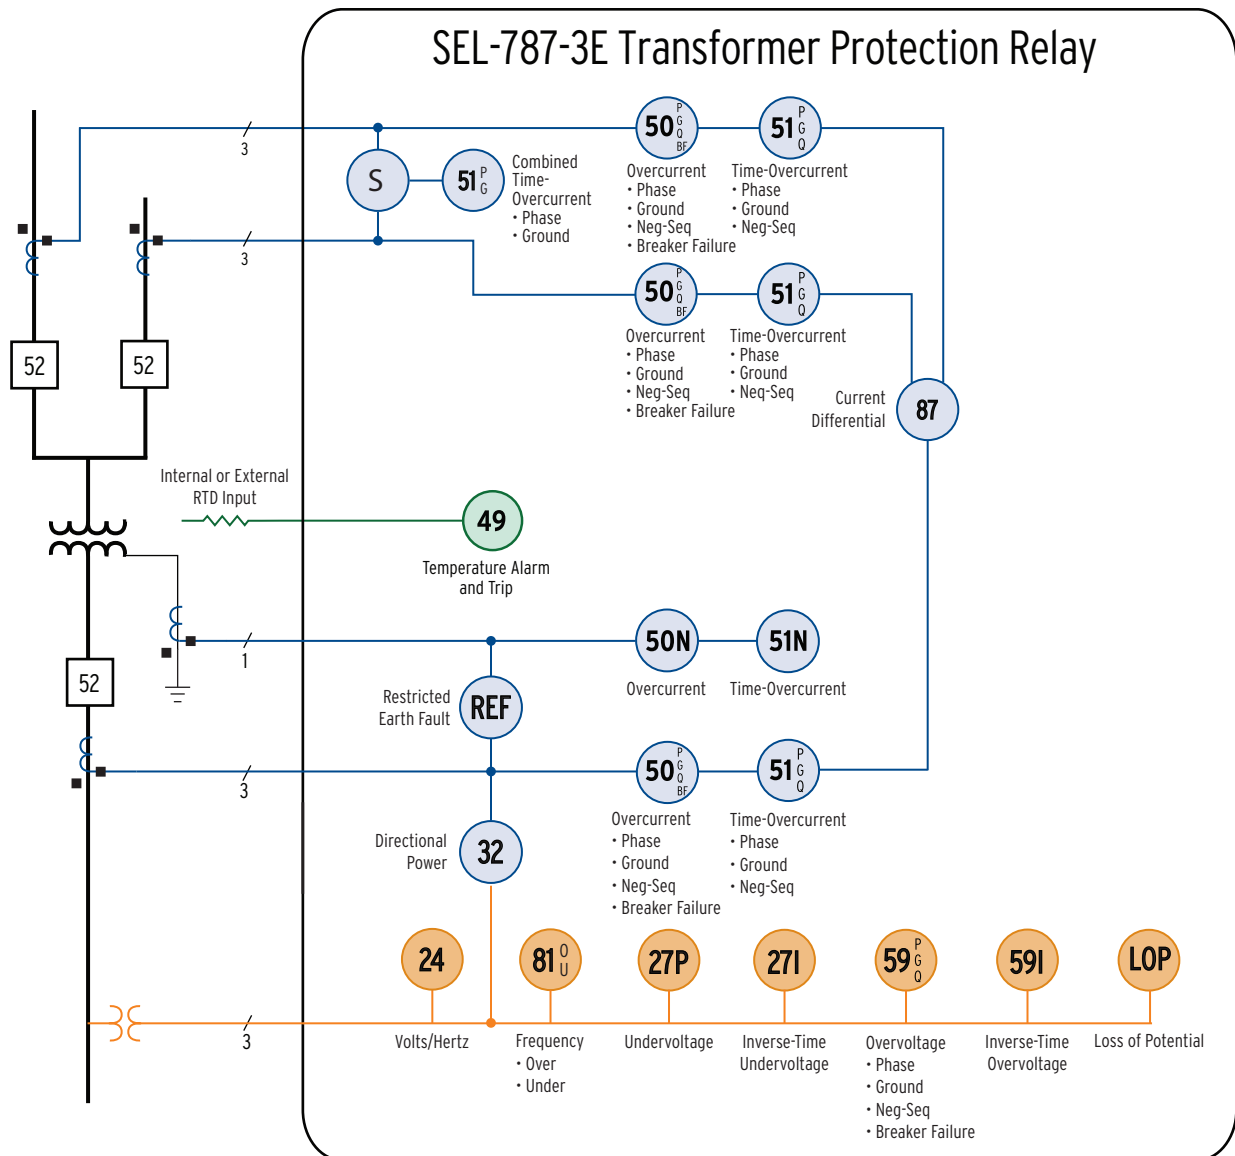 SEL-787-3E Transformer Protection Relay
3
50 P G Q BF
51 P G Q
S
51 P G
Combined
Time-
Overcurrent
• Phase
• Ground
Overcurrent
• Phase
• Ground
• Neg-Seq
• Breaker Failure
Time-Overcurrent
• Phase
• Ground
• Neg-Seq
3
50 P G Q BF
51 P G Q
Overcurrent
• Phase
• Ground
• Neg-Seq
• Breaker Failure
Time-Overcurrent
• Phase
• Ground
• Neq-Seq
52
52
Current
Differential
87
Internal or External
RTD Input
49
Temperature Alarm
and Trip
1
50N
51N
Overcurrent
Time-Overcurrent
52
Restricted
Earth Fault
REF
3
50 P G Q BF
51 P G Q
Overcurrent
• Phase
• Ground
• Neg-Seq
• Breaker Failure
Time-Overcurrent
• Phase
• Ground
• Neg-Seq
Directional
Power
32
3
24
81 O U
27P
27I
59 P G Q
59I
LOP
Volts/Hertz
Frequency
• Over
• Under
Undervoltage
Inverse-Time
Undervoltage
Overvoltage
• Phase
• Ground
• Neg-Seq
• Breaker Failure
Inverse-Time
Overvoltage
Loss of Potential